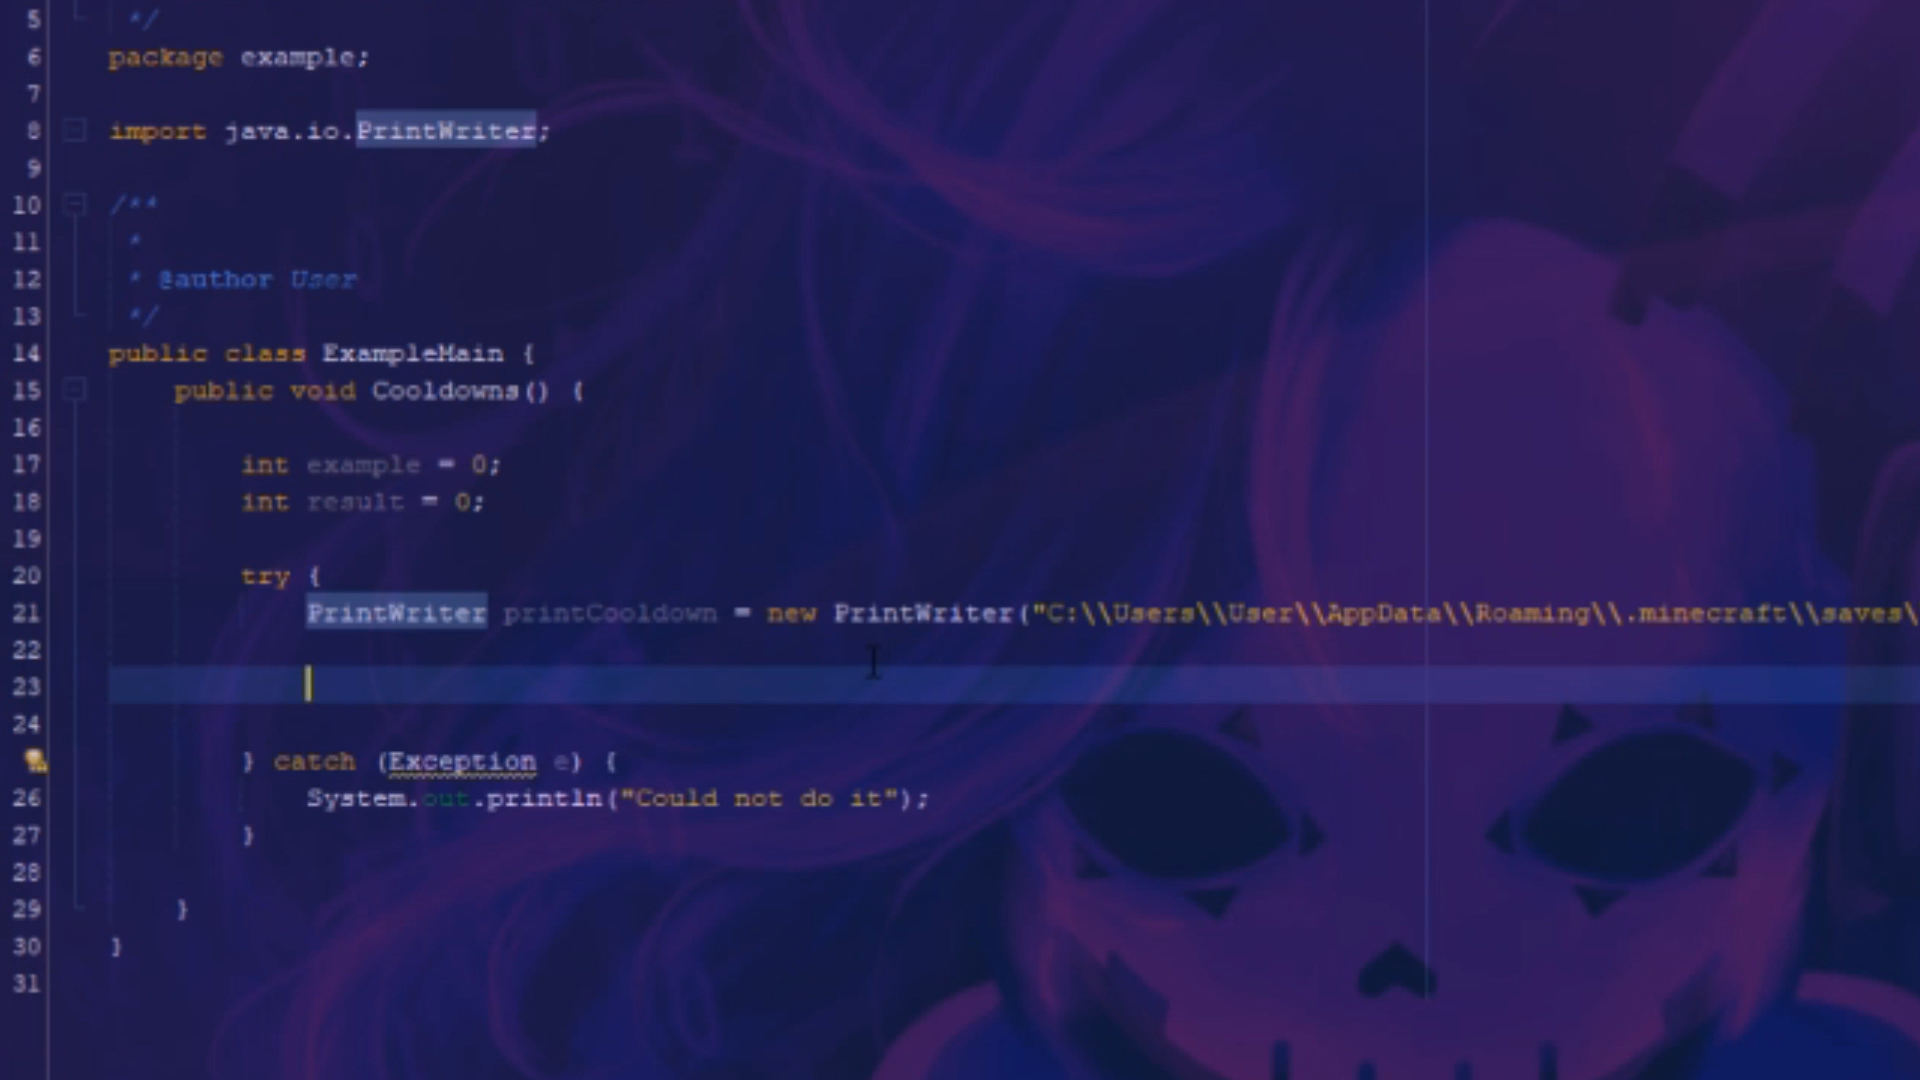 5 */
6 package example;
7
8 import java.io.PrintWriter;
9
10 /**
11 *
12 * @author User
13 */
14 public class ExampleMain {
15 public void Cooldowns() {
16
17 int example = 0;
18 int result = 0;
19
20 try {
21 PrintWriter printCooldown = new PrintWriter("C:\\Users\\User\\AppData\\Roaming\\.minecraft\\saves\
22
23
24
} catch (Exception e) {
26 System.out.println("Could not do it");
27 }
28
29 }
30 }
31